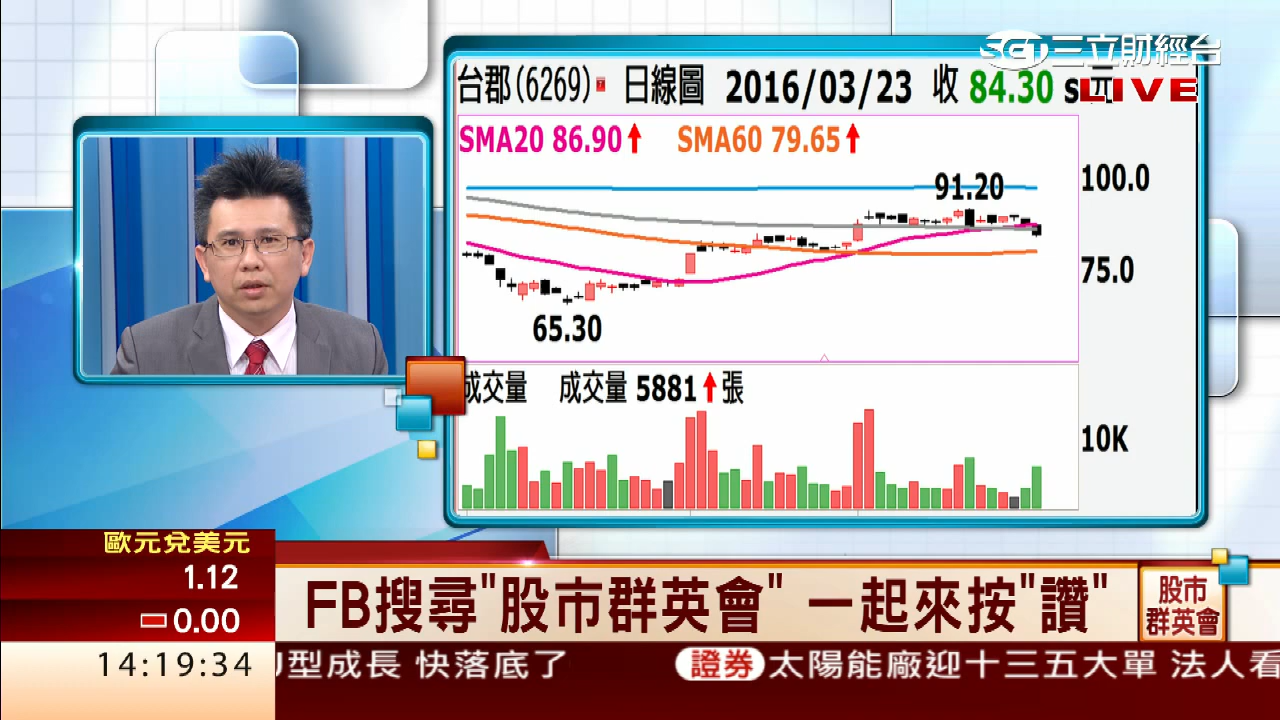 SET三立財經台
LIVE
台郡(6269) 日線圖 2016/03/23 收 84.30 s元
SMA20 86.90↑ SMA60 79.65↑
91.20
100.0
75.0
65.30
成交量 成交量 5881↑張
10K
歐元兌美元
1.12
0.00
FB搜尋"股市群英會" 一起來按"讚"
股市
群英會
14:19:34
U型成長 快落底了 證券 太陽能廠迎十三五大單 法人看